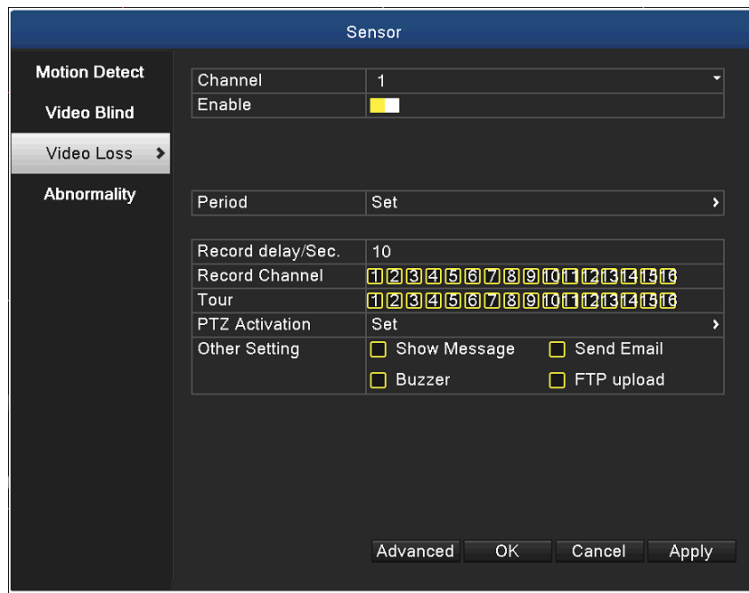 Sensor
Motion Detect
Video Blind
Video Loss
Abnormality
Channel 1
Enable
Period Set
Record delay/Sec. 10
Record Channel 1 2 3 4 5 6 7 8 9 10 11 12 13 14 15 16
Tour 1 2 3 4 5 6 7 8 9 10 11 12 13 14 15 16
PTZ Activation Set
Other Setting Show Message Send Email
Buzzer FTP upload
Advanced OK Cancel Apply